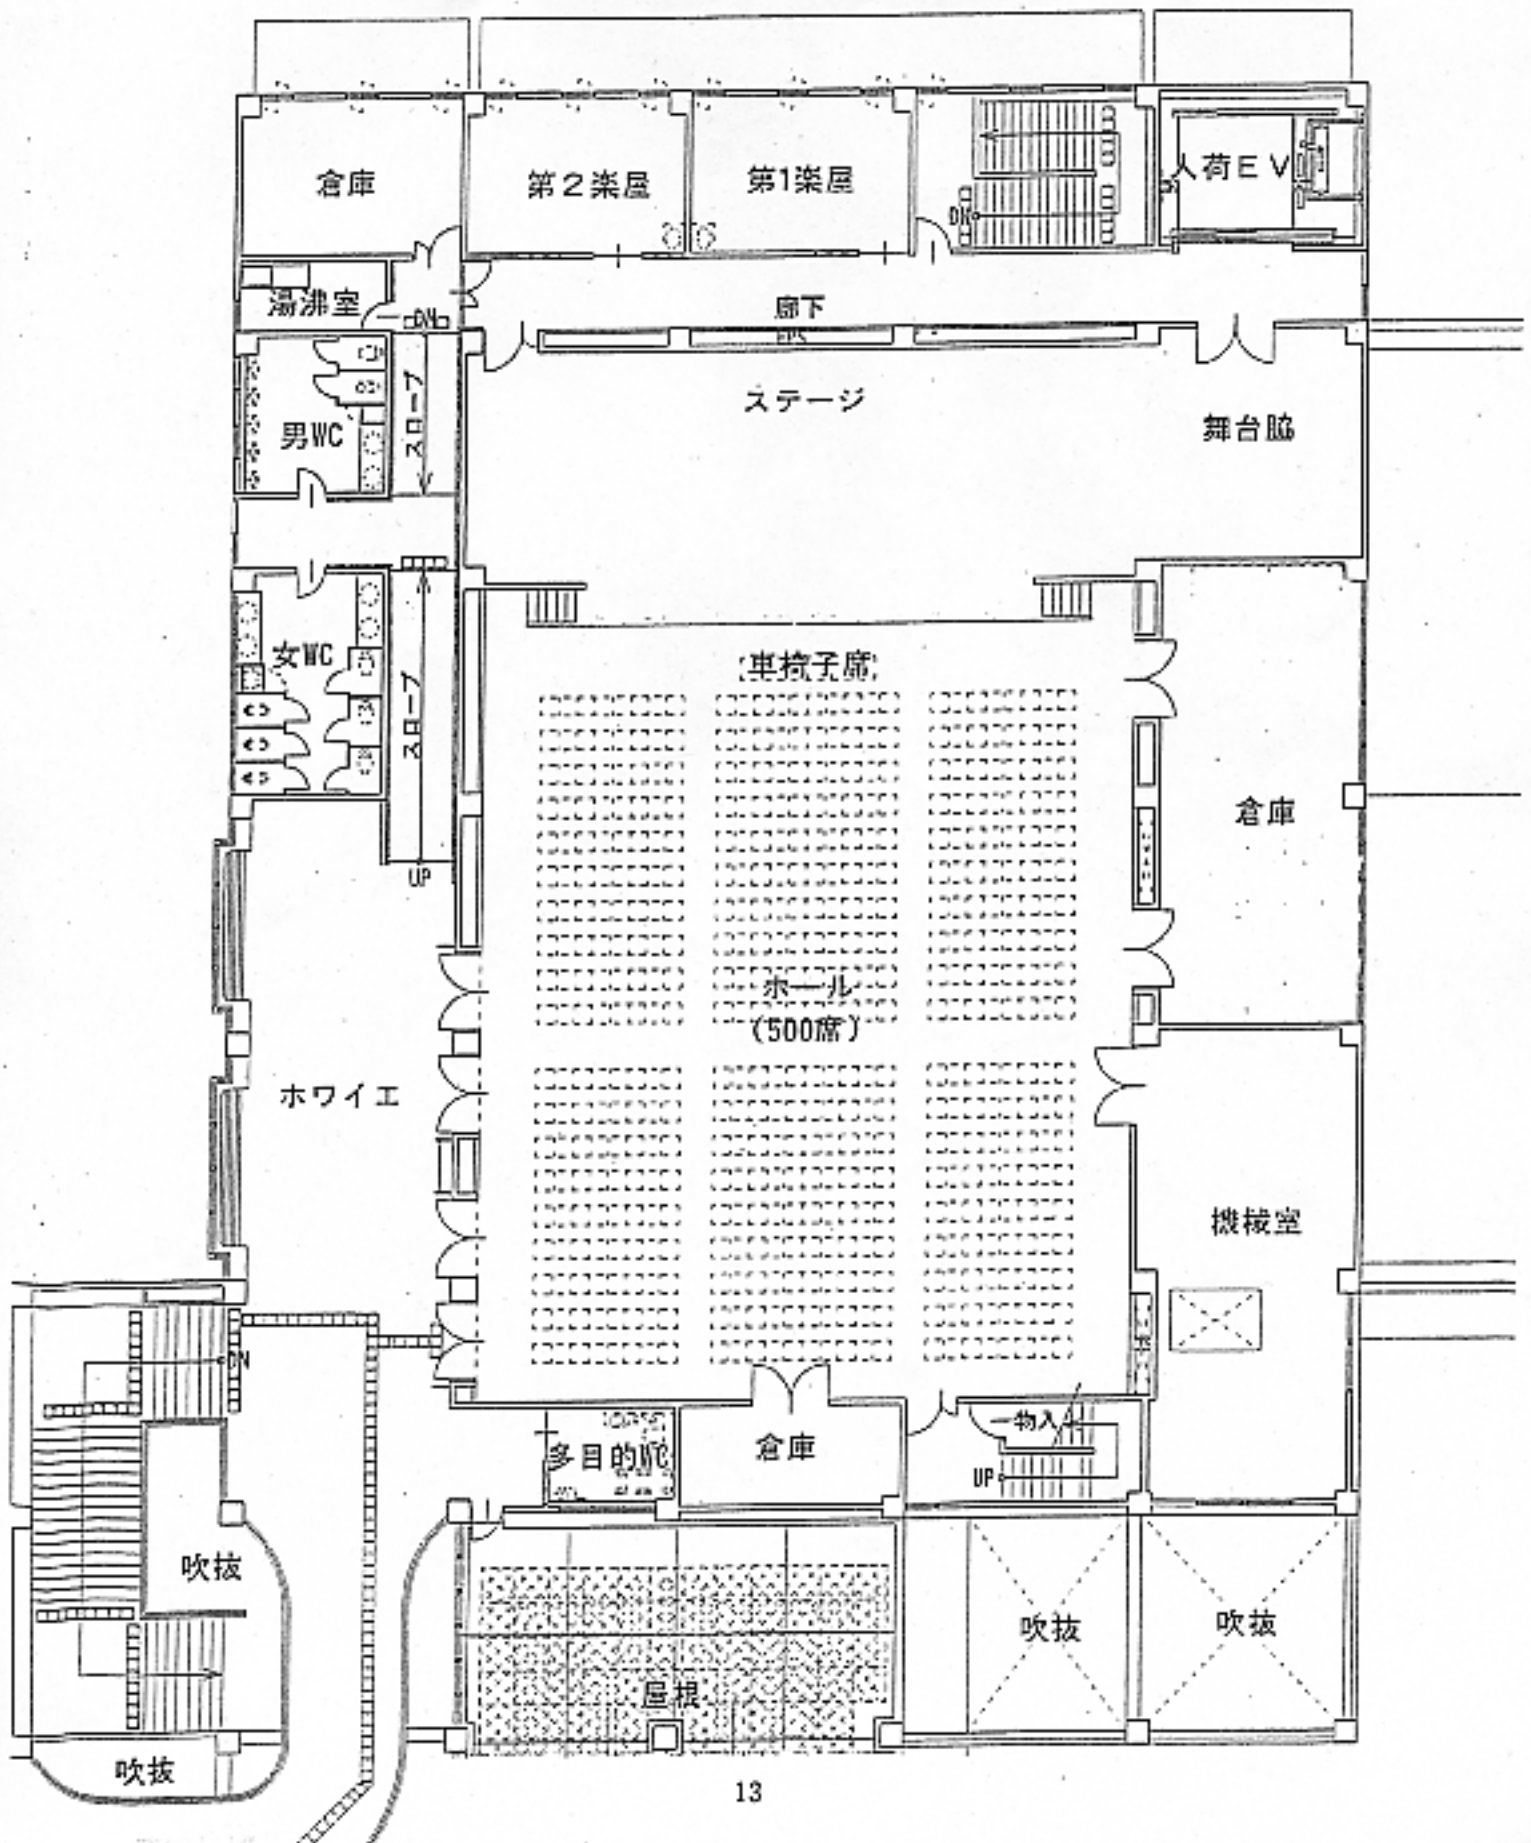 倉庫
第2楽屋
第1楽屋
DN
人荷EV
湯沸室
DN
廊下
スロープ
ステージ
男WC
舞台脇
(車椅子席)
女WC
スロープ
倉庫
UP
ホール
(500席)
ホワイエ
機械室
DN
物入
多目的WC
倉庫
UP
吹抜
吹抜
吹抜
屋根
吹抜
13